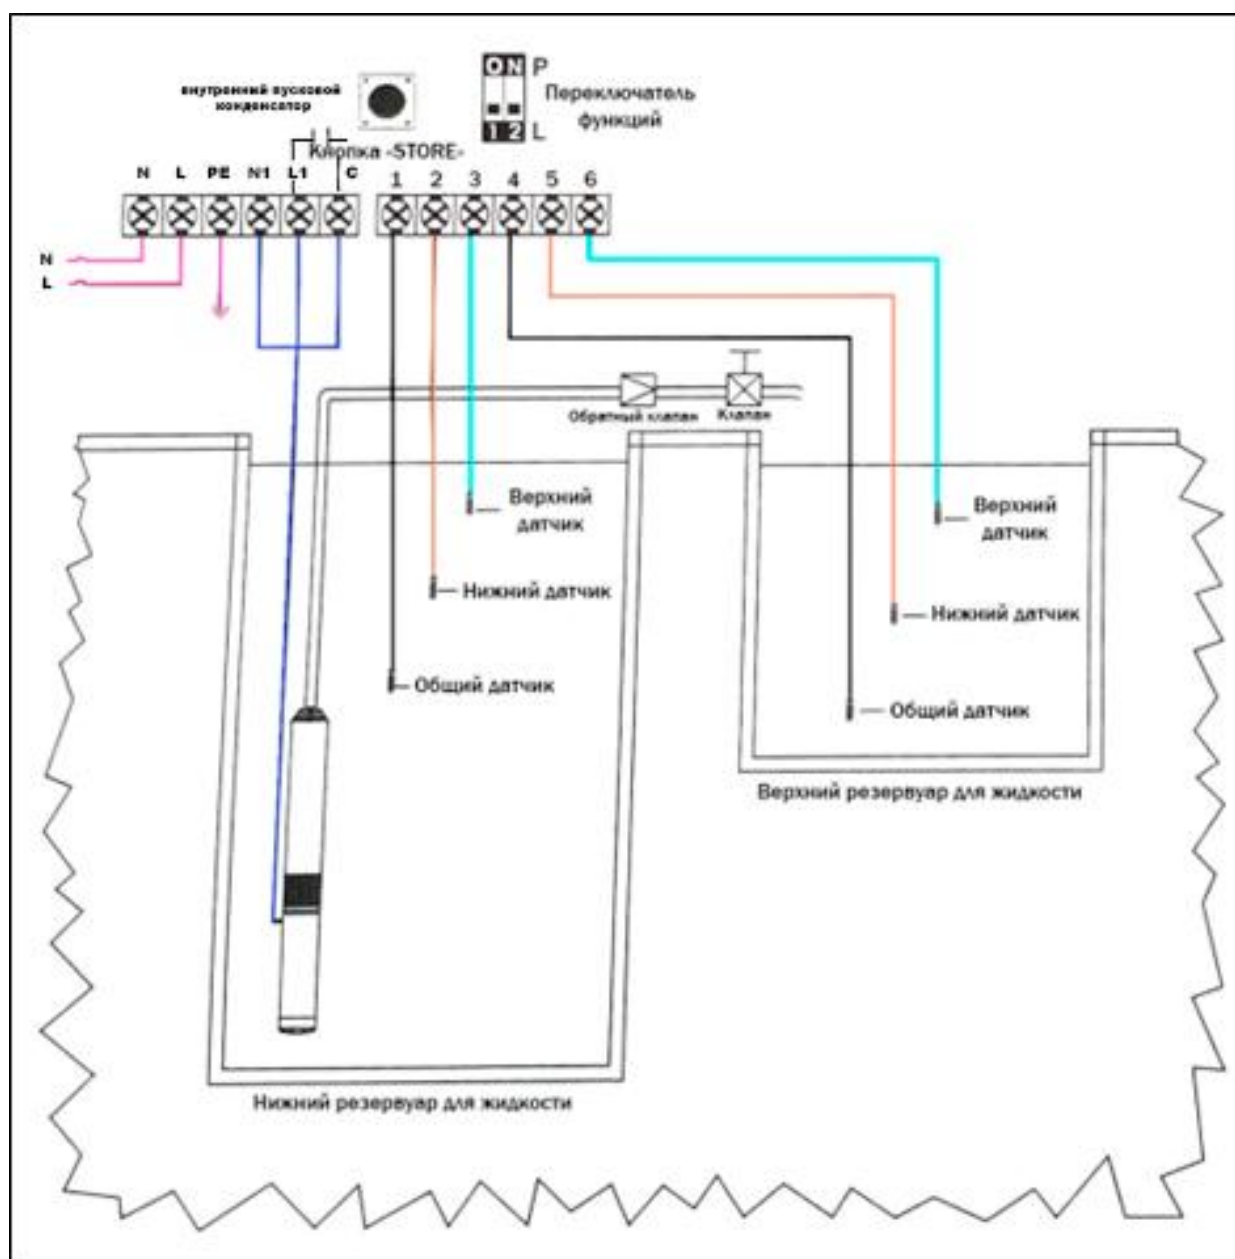 внутренний пусковой
конденсатор
ON P
Переключатель
функций
12 L
Кнопка -STORE-
N L PE N1 L1 C 1 2 3 4 5 6
N
L
Обратный клапан Клапан
Верхний
датчик
Верхний
датчик
Нижний датчик
Нижний датчик
Общий датчик
Общий датчик
Верхний резервуар для жидкости
Нижний резервуар для жидкости